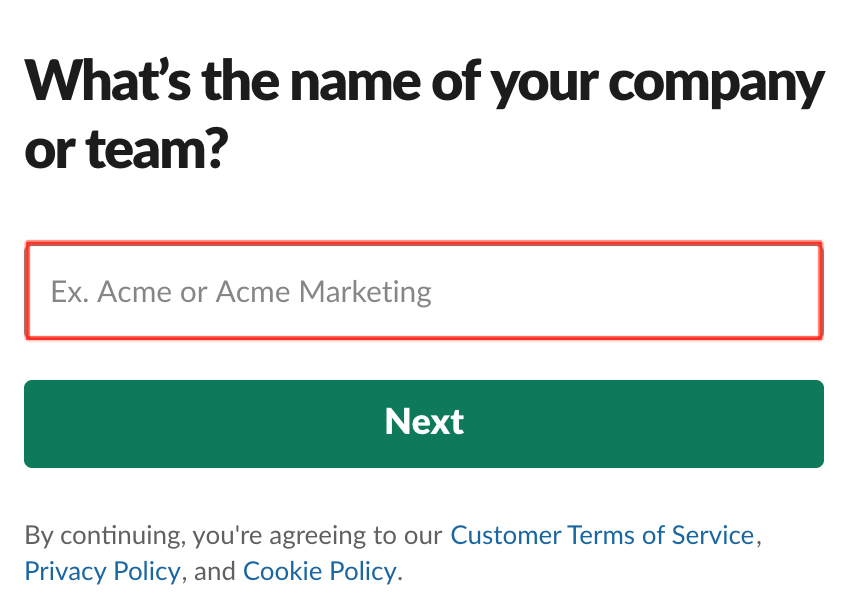 What’s the name of your company
or team?
Ex. Acme or Acme Marketing
Next
By continuing, you're agreeing to our Customer Terms of Service,
Privacy Policy, and Cookie Policy.